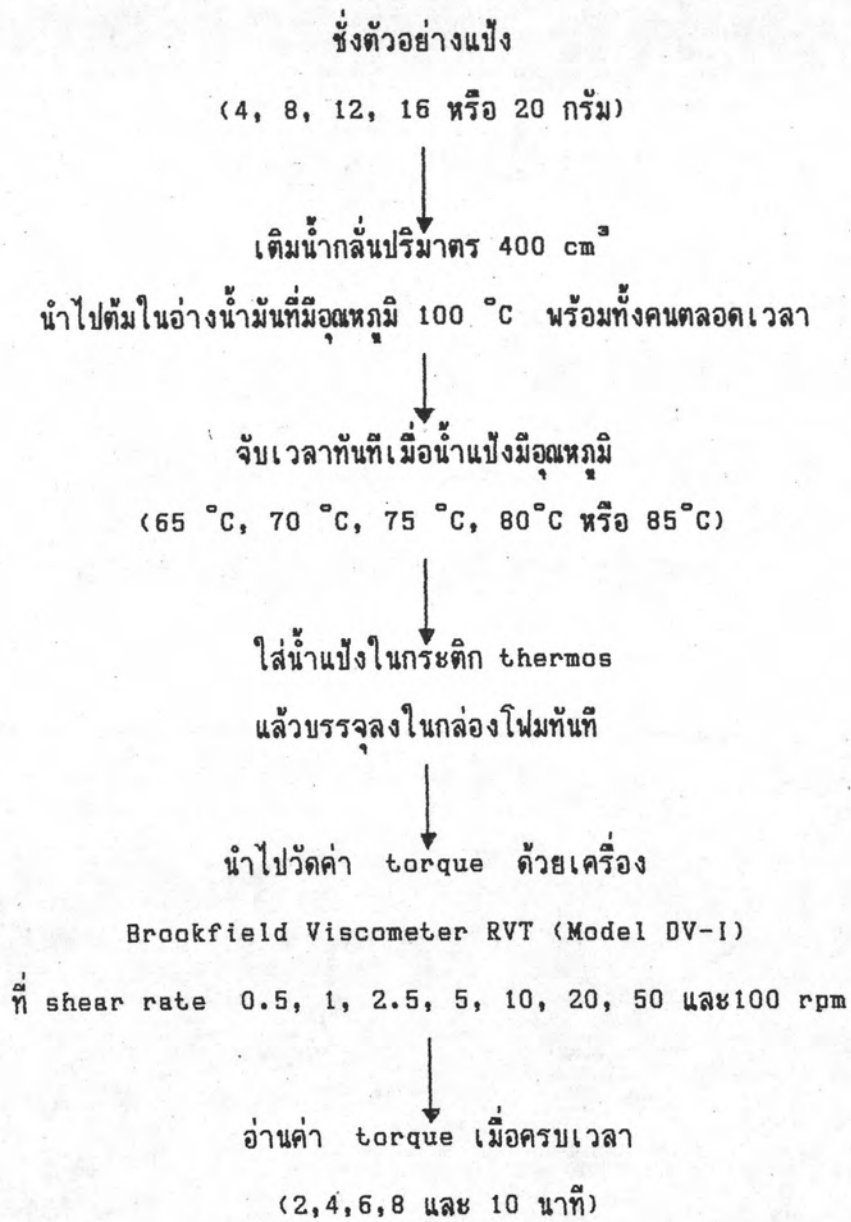 ชั่งตัวอย่างแป้ง
(4, 8, 12, 16 หรือ 20 กรัม)
เติมน้ำกลั่นปริมาตร 400 cm³
นำไปต้มในอ่างน้ำมันที่มีอุณหภูมิ 100 °C พร้อมทั้งคนตลอดเวลา
จับเวลาทันทีเมื่อน้ำแป้งมีอุณหภูมิ
(65 °C, 70 °C, 75 °C, 80°C หรือ 85°C)
ใส่น้ำแป้งในกระติก thermos
แล้วบรรจุลงในกล่องโฟมทันที
นำไปวัดค่า torque ด้วยเครื่อง
Brookfield Viscometer RVT (Model DV-I)
ที่ shear rate 0.5, 1, 2.5, 5, 10, 20, 50 และ100 rpm
อ่านค่า torque เมื่อครบเวลา
(2,4,6,8 และ 10 นาที)